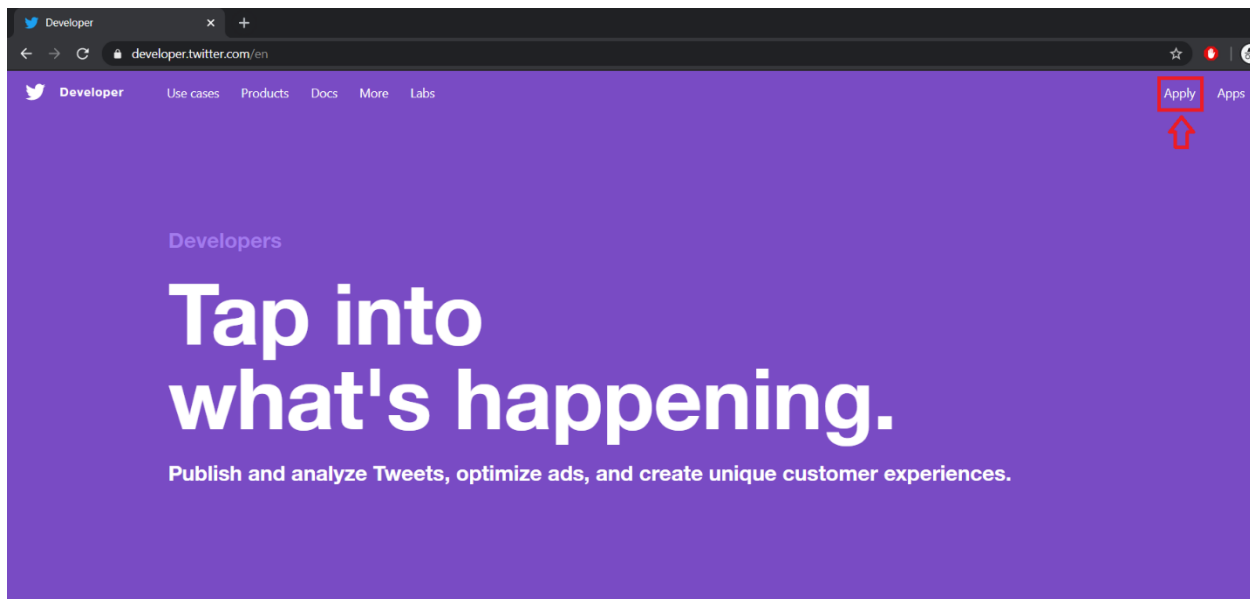 Developer
developer.twitter.com/en
Developer Use cases Products Docs More Labs Apply Apps
Developers
Tap into
what's happening.
Publish and analyze Tweets, optimize ads, and create unique customer experiences.